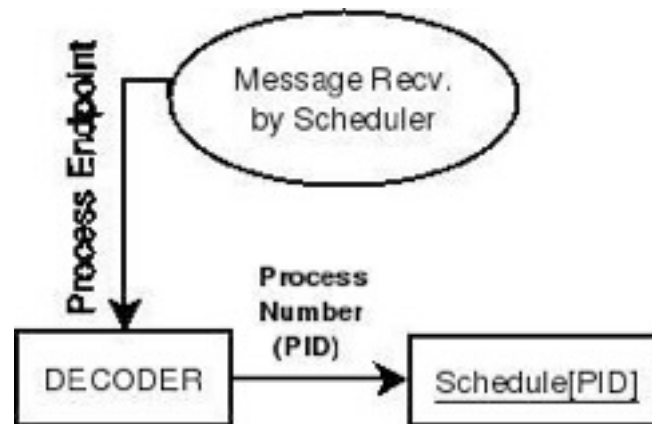 Message Recv.
by Scheduler
Process Endpoint
Process
Number
(PID)
DECODER
Schedule[PID]